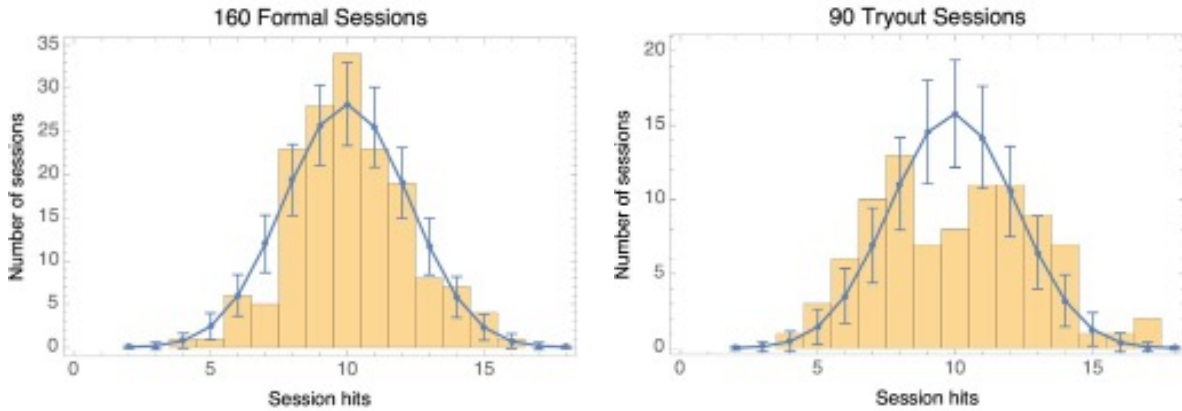 160 Formal Sessions
Number of sessions
35
30
25
20
15
10
5
0
0 5 10 15
Session hits
90 Tryout Sessions
Number of sessions
20
15
10
5
0
0 5 10 15
Session hits